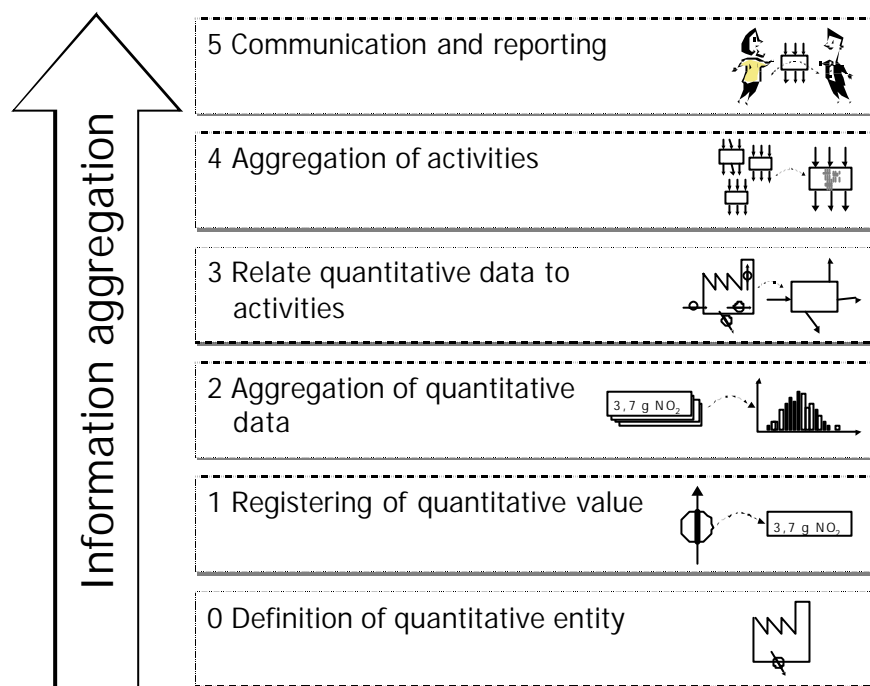 5 Communication and reporting
4 Aggregation of activities
3 Relate quantitative data to
activities
2 Aggregation of quantitative
data
3,7 g NO₂
1 Registering of quantitative value
3,7 g NO₂
0 Definition of quantitative entity
Information aggregation